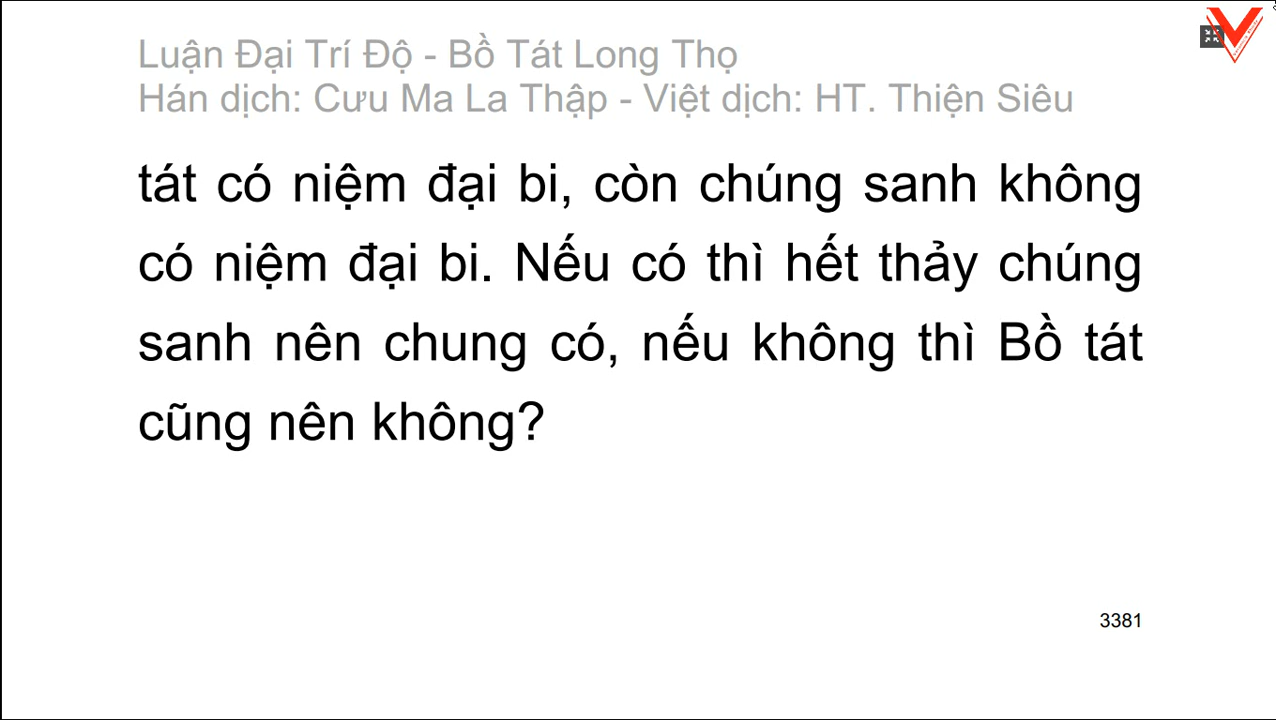 Luận Đại Trí Độ - Bồ Tát Long Thọ
Hán dịch: Cưu Ma La Thập - Việt dịch: HT. Thiện Siêu
tát có niệm đại bi, còn chúng sanh không
có niệm đại bi. Nếu có thì hết thảy chúng
sanh nên chung có, nếu không thì Bồ tát
cũng nên không?
3381